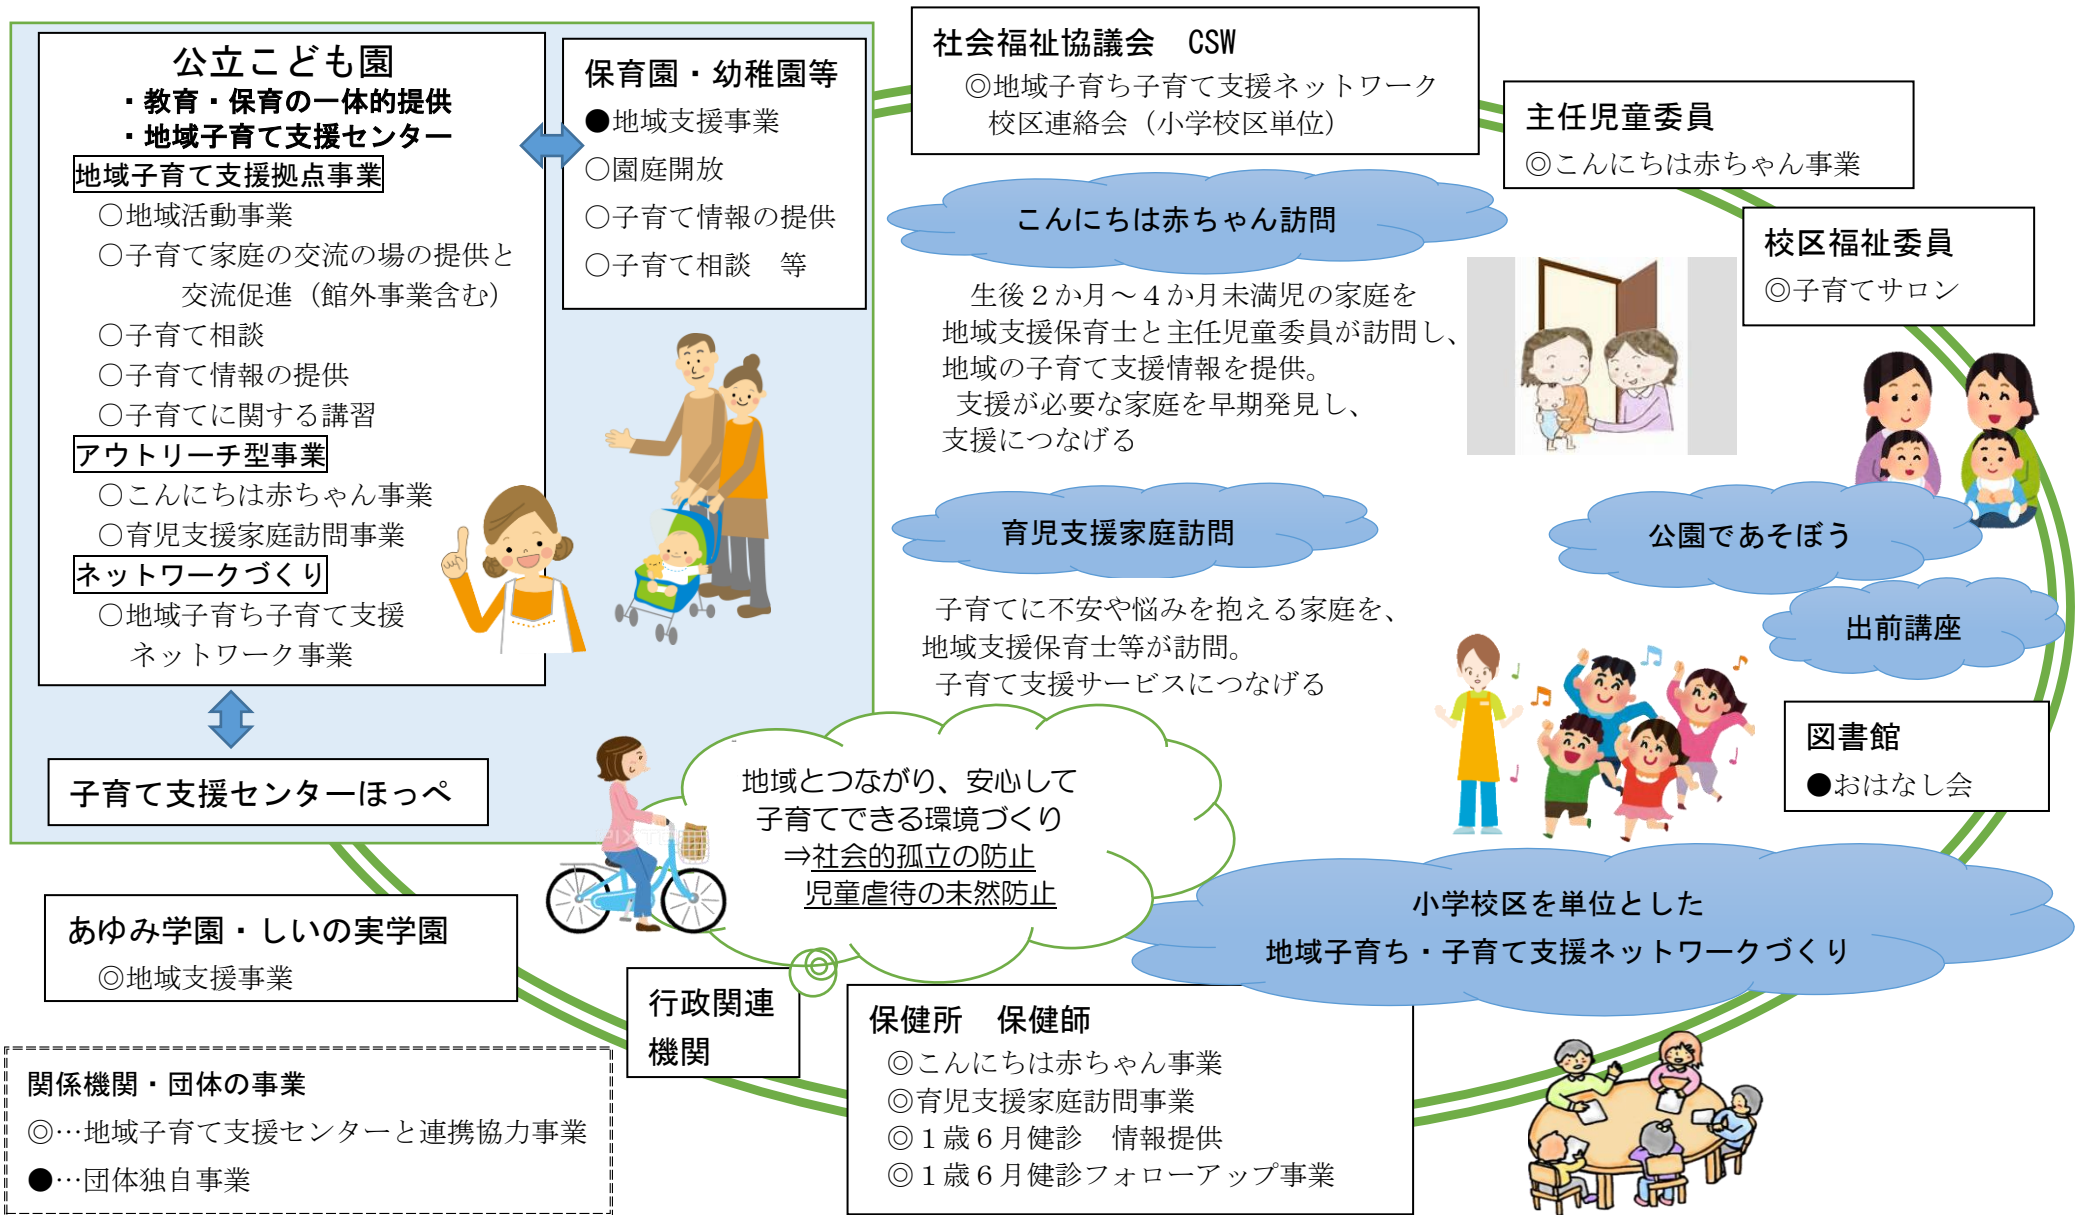 公立こども園
・教育・保育の一体的提供
・地域子育て支援センター
地域子育て支援拠点事業
○地域活動事業
○子育て家庭の交流の場の提供と
交流促進（館外事業含む）
○子育て相談
○子育て情報の提供
○子育てに関する講習
アウトリーチ型事業
○こんにちは赤ちゃん事業
○育児支援家庭訪問事業
ネットワークづくり
○地域子育ち子育て支援
ネットワーク事業
保育園・幼稚園等
●地域支援事業
○園庭開放
○子育て情報の提供
○子育て相談　等
子育て支援センターほっぺ
社会福祉協議会　CSW
◎地域子育ち子育て支援ネットワーク
校区連絡会（小学校区単位）
主任児童委員
◎こんにちは赤ちゃん事業
校区福祉委員
◎子育てサロン
こんにちは赤ちゃん訪問
生後２か月～４か月未満児の家庭を
地域支援保育士と主任児童委員が訪問し、
地域の子育て支援情報を提供。
支援が必要な家庭を早期発見し、
支援につなげる
育児支援家庭訪問
子育てに不安や悩みを抱える家庭を、
地域支援保育士等が訪問。
子育て支援サービスにつなげる
公園であそぼう
出前講座
図書館
●おはなし会
地域とつながり、安心して
子育てできる環境づくり
⇒社会的孤立の防止
児童虐待の未然防止
PIXTA
小学校区を単位とした
地域子育ち・子育て支援ネットワークづくり
あゆみ学園・しいの実学園
◎地域支援事業
行政関連
機関
保健所　保健師
◎こんにちは赤ちゃん事業
◎育児支援家庭訪問事業
◎１歳６月健診　情報提供
◎１歳６月健診フォローアップ事業
関係機関・団体の事業
◎…地域子育て支援センターと連携協力事業
●…団体独自事業